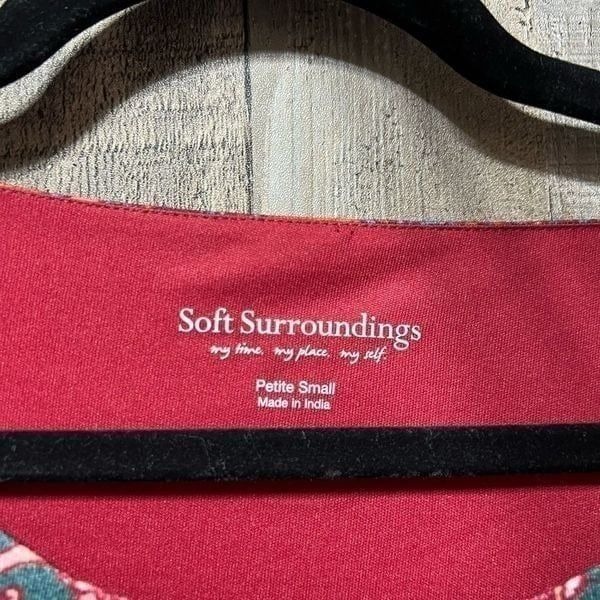 Soft Surroundings
my time. my place. my self.
Petite Small
Made in India